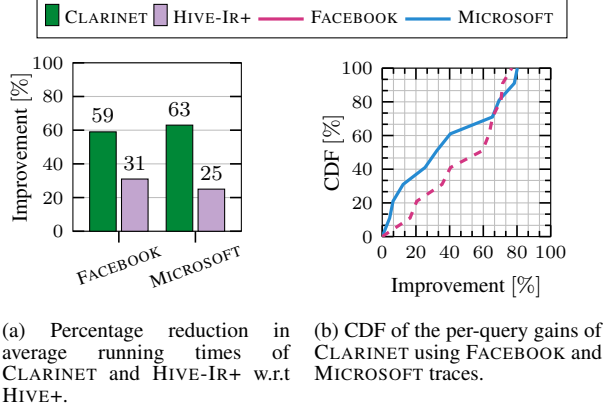 CLARINET HIVE-IR+ FACEBOOK MICROSOFT
Improvement [%]
100
80
60
40
20
0
59
31
63
25
FACEBOOK
MICROSOFT
CDF [%]
100
80
60
40
20
0
0 20 40 60 80 100
Improvement [%]
(a) Percentage reduction in
average running times of
CLARINET and HIVE-IR+ w.r.t
HIVE+.
(b) CDF of the per-query gains of
CLARINET using FACEBOOK and
MICROSOFT traces.